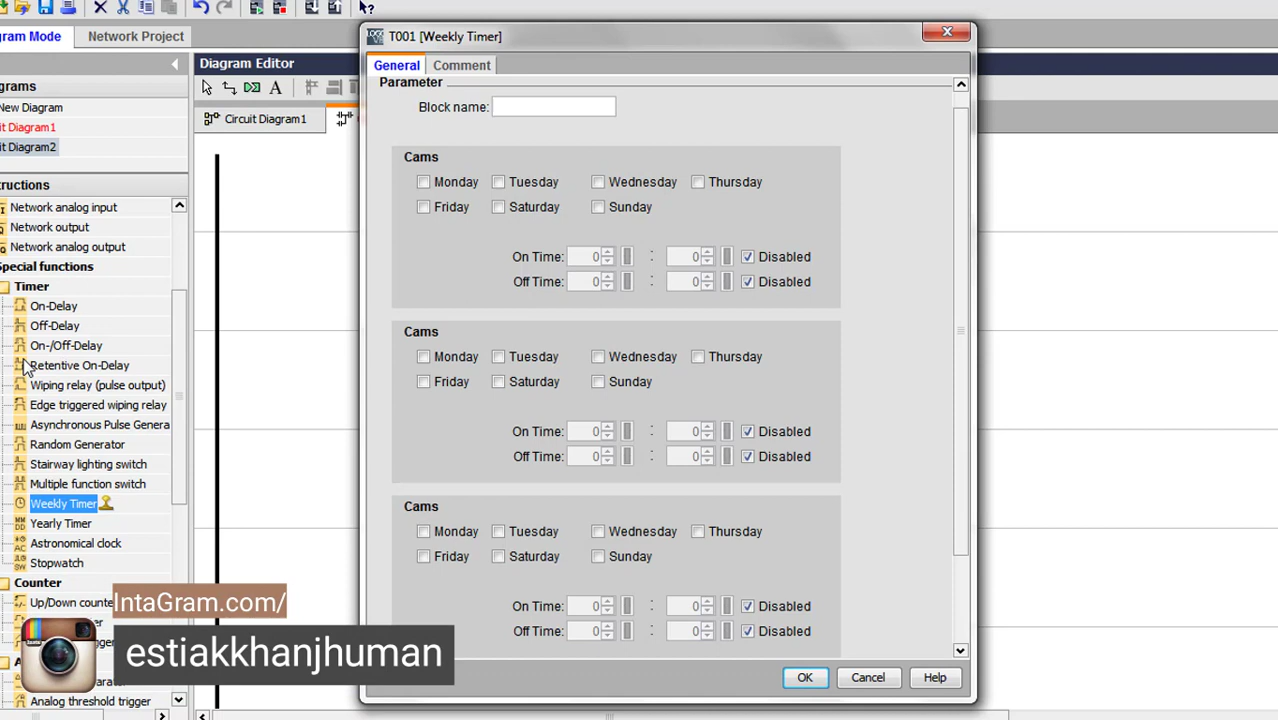 gram Mode Network Project
T001 [Weekly Timer]
Diagram Editor
General Comment
grams
New Diagram
it Diagram1
it Diagram2
Circuit Diagram1
A
Parameter
Block name:
tructions
Network analog input
Network output
Network analog output
Special functions
Timer
On-Delay
Off-Delay
On-/Off-Delay
Retentive On-Delay
Wiping relay (pulse output)
Edge triggered wiping relay
Asynchronous Pulse Genera
Random Generator
Stairway lighting switch
Multiple function switch
Weekly Timer
Yearly Timer
Astronomical clock
Stopwatch
Counter
Up/Down counte
Analog threshold trigger
Cams
Monday Tuesday Wednesday Thursday
Friday Saturday Sunday
On Time: 0 : 0 Disabled
Off Time: 0 : 0 Disabled
Cams
Monday Tuesday Wednesday Thursday
Friday Saturday Sunday
On Time: 0 : 0 Disabled
Off Time: 0 : 0 Disabled
Cams
Monday Tuesday Wednesday Thursday
Friday Saturday Sunday
On Time: 0 : 0 Disabled
Off Time: 0 : 0 Disabled
OK Cancel Help
IntaGram.com/
estiakkhanjhuman